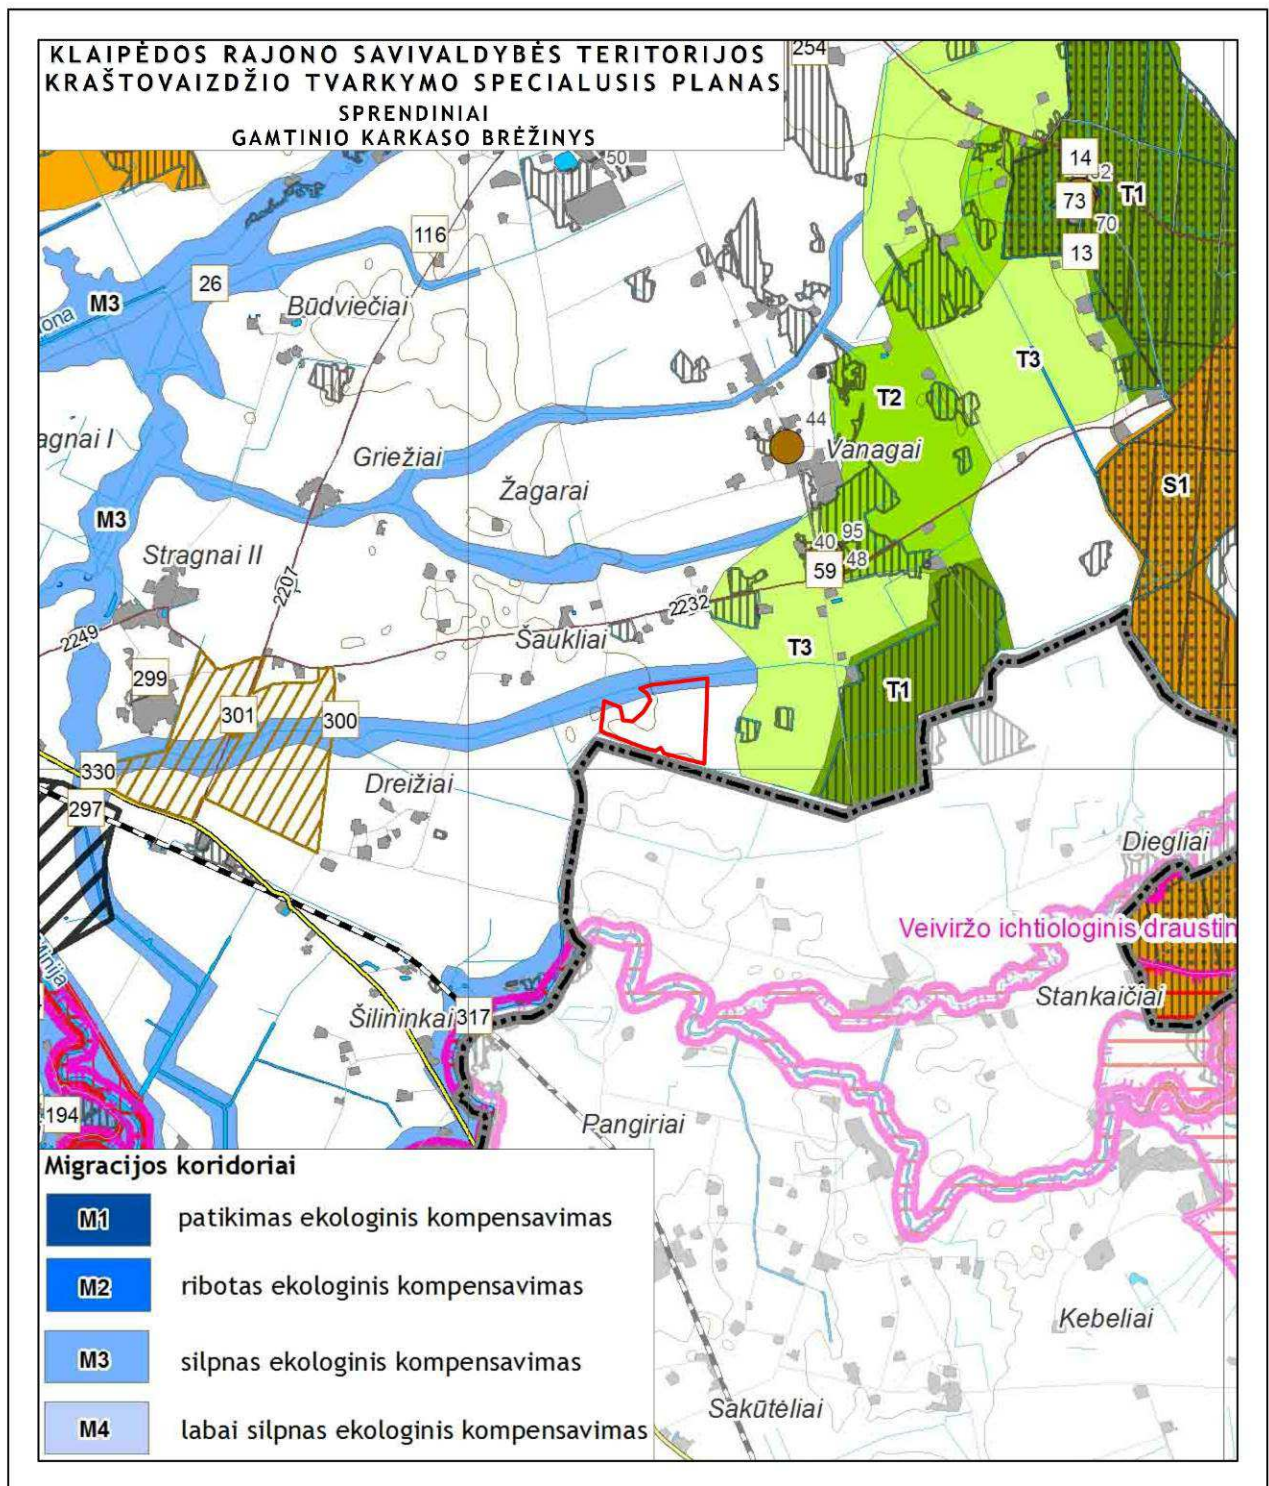 KLAIPĖDOS RAJONO SAVIVALDYBĖS TERITORIJOS
KRAŠTOVAIZDŽIO TVARKYMO SPECIALUSIS PLANAS
SPRENDINIAI
GAMTINIO KARKASO BRĖŽINYS
254
50
14
73
T1
70
13
116
26
M3
ona
Būdviečiai
T3
T2
44
agnai I
Griežiai
Vanagai
Žagarai
S1
M3
Stragnai II
40
95
48
59
2207
2232
2249
Šaukliai
T3
299
T1
301
300
330
Dreižiai
297
Diegliai
Veiviržo ichtiologinis draustin
Minija
Stankaičiai
Šilininkai
317
194
Pangiriai
Kebeliai
Sakūtėliai
Migracijos koridoriai
M1 patikimas ekologinis kompensavimas
M2 ribotas ekologinis kompensavimas
M3 silpnas ekologinis kompensavimas
M4 labai silpnas ekologinis kompensavimas